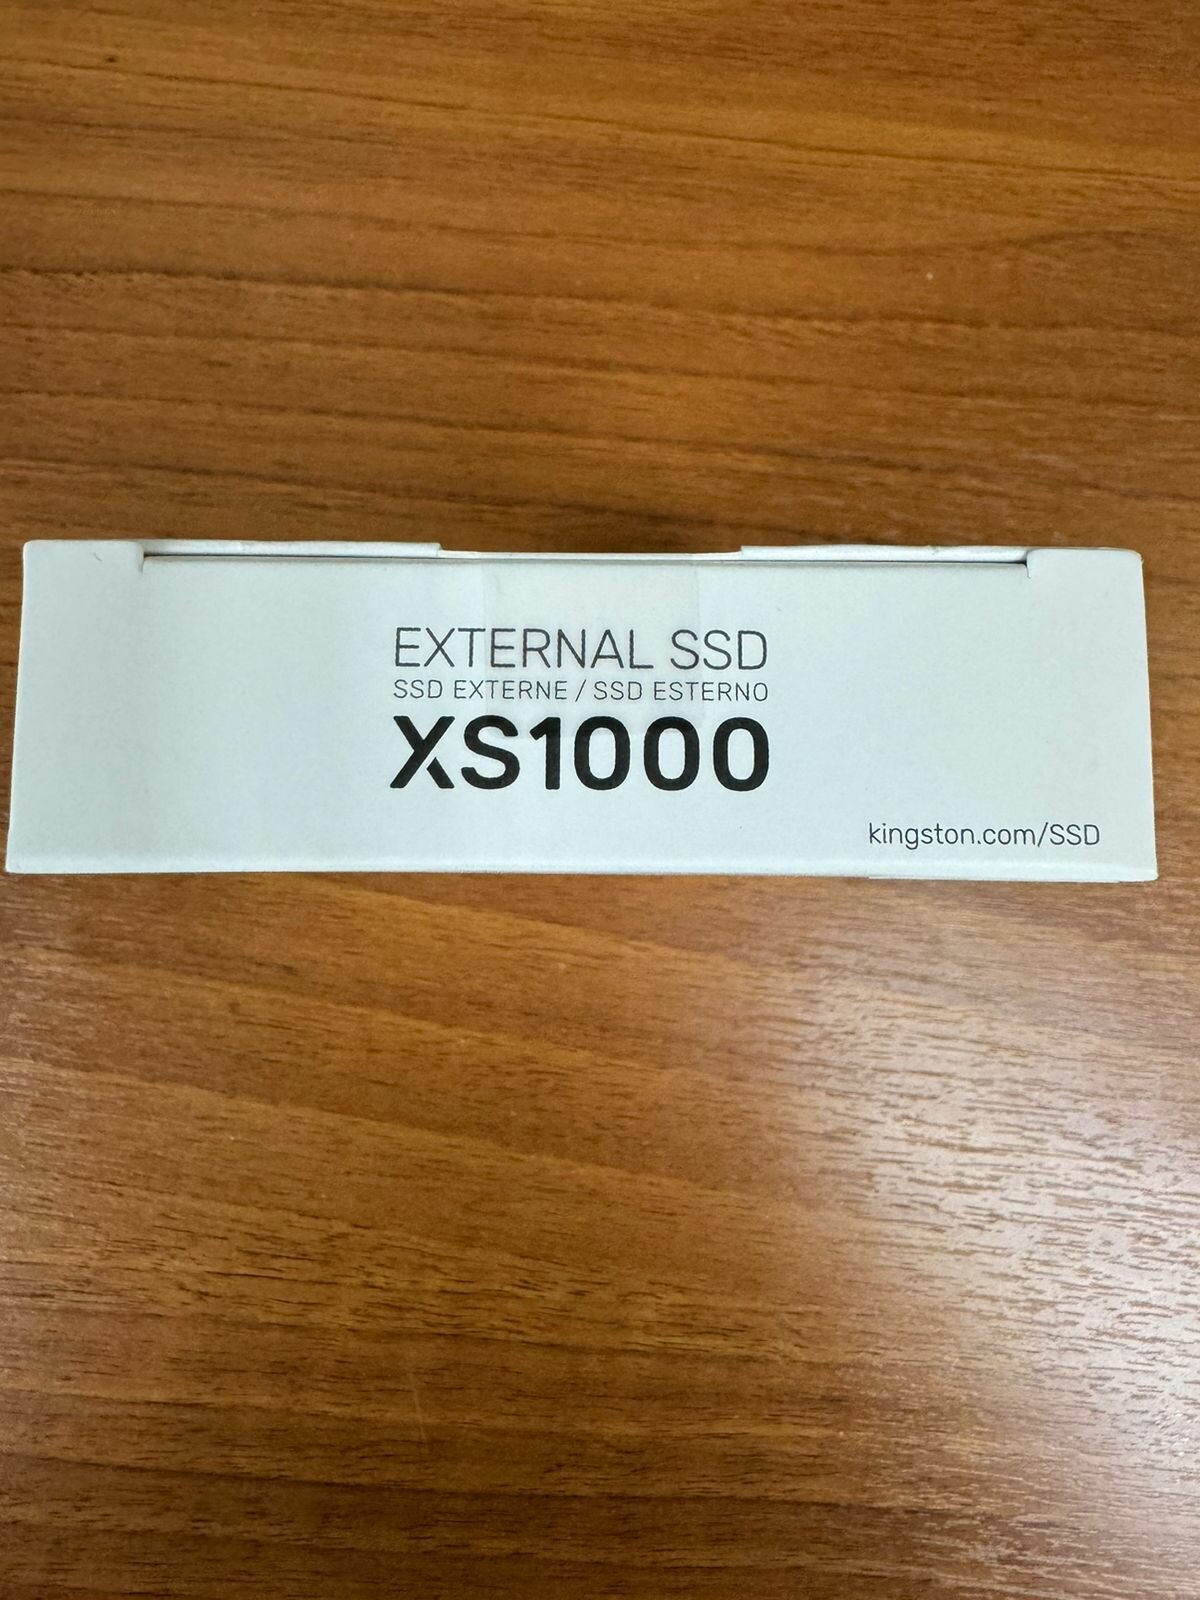 EXTERNAL SSD
SSD EXTERNE / SSD ESTERNO
XS1000
kingston.com/SSD